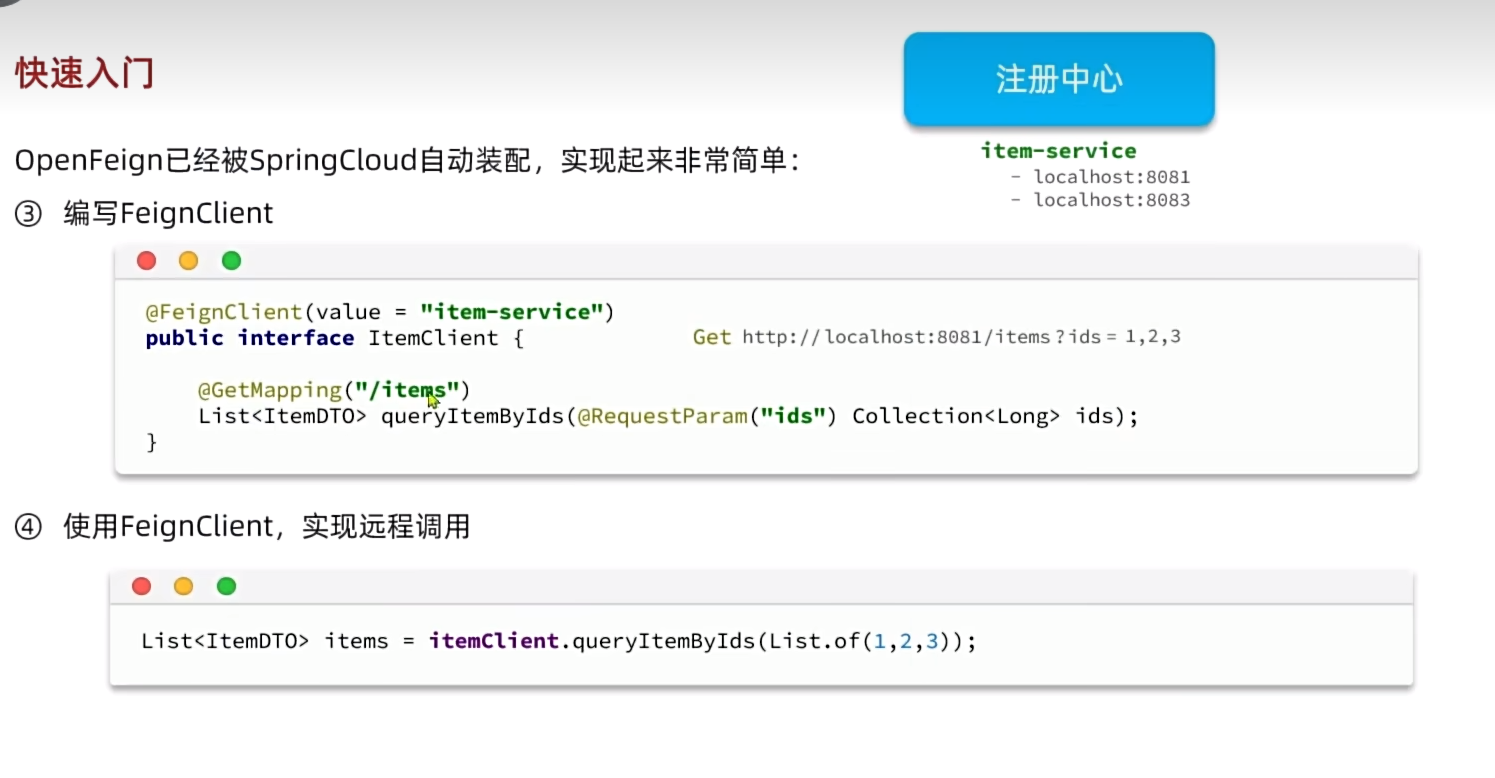 快速入门
注册中心
item-service
- localhost:8081
- localhost:8083
OpenFeign已经被SpringCloud自动装配，实现起来非常简单：
③ 编写FeignClient
@FeignClient(value = "item-service")
public interface ItemClient {
Get http://localhost:8081/items?ids=1,2,3
@GetMapping("/items")
List<ItemDTO> queryItemByIds(@RequestParam("ids") Collection<Long> ids);
}
④ 使用FeignClient，实现远程调用
List<ItemDTO> items = itemClient.queryItemByIds(List.of(1,2,3));